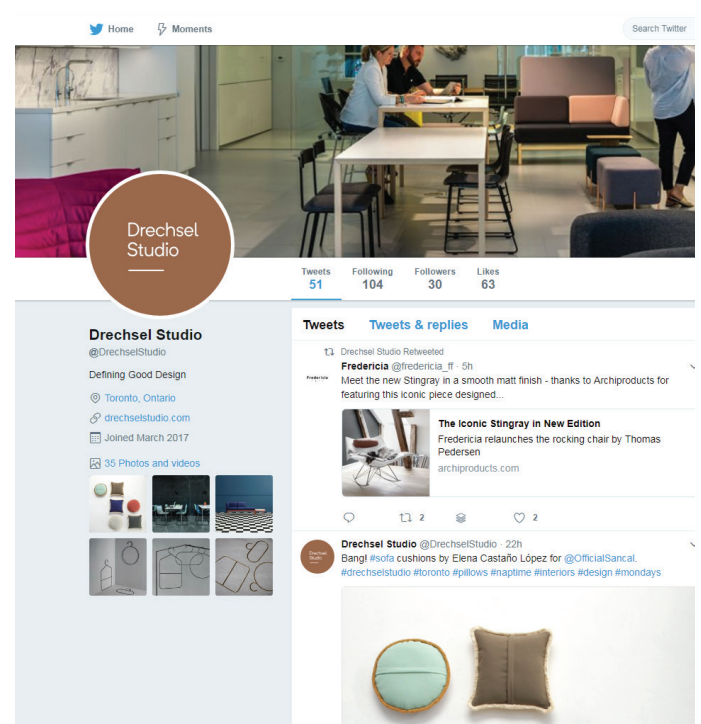 Home
Moments
Search Twitter
Drechsel
Studio
Tweets
51
Following
104
Followers
30
Likes
63
Drechsel Studio
@DrechselStudio
Defining Good Design
Toronto, Ontario
drechselstudio.com
Joined March 2017
35 Photos and videos
Tweets
Tweets & replies
Media
Drechsel Studio Retweeted
Fredericia
Fredericia @fredericia_ff · 5h
Meet the new Stingray in a smooth matt finish - thanks to Archiproducts for
featuring this iconic piece designed...
The Iconic Stingray in New Edition
Fredericia relaunches the rocking chair by Thomas
Pedersen
archiproducts.com
2
2
Drechsel
Studio
Drechsel Studio @DrechselStudio · 22h
Bang! #sofa cushions by Elena Castaño López for @OfficialSancal.
#drechselstudio #toronto #pillows #naptime #interiors #design #mondays